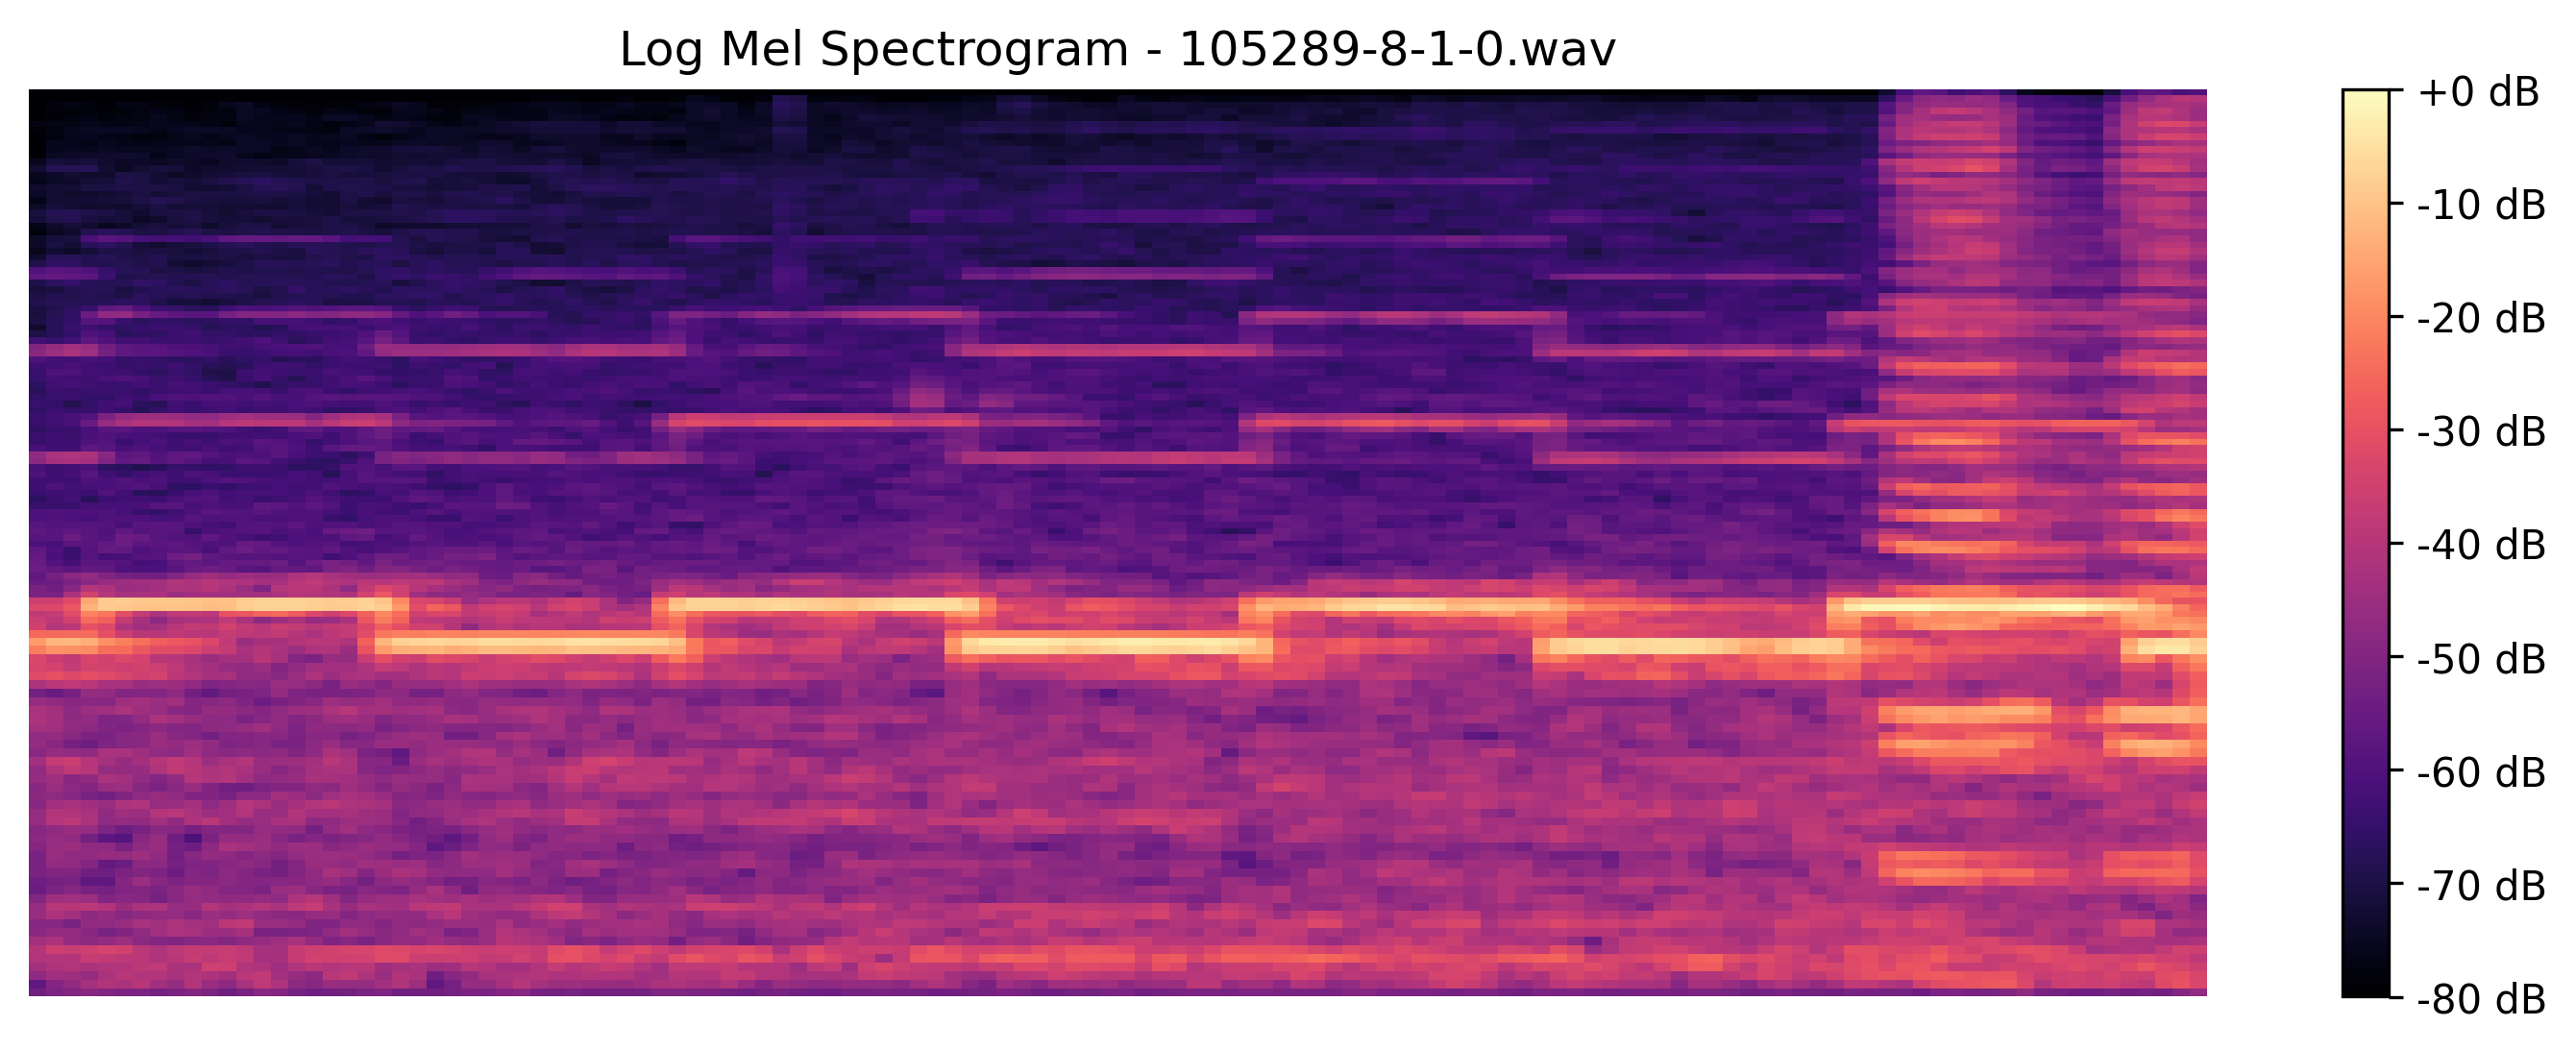 Log Mel Spectrogram - 105289-8-1-0.wav
+0 dB
-10 dB
-20 dB
-30 dB
-40 dB
-50 dB
-60 dB
-70 dB
-80 dB